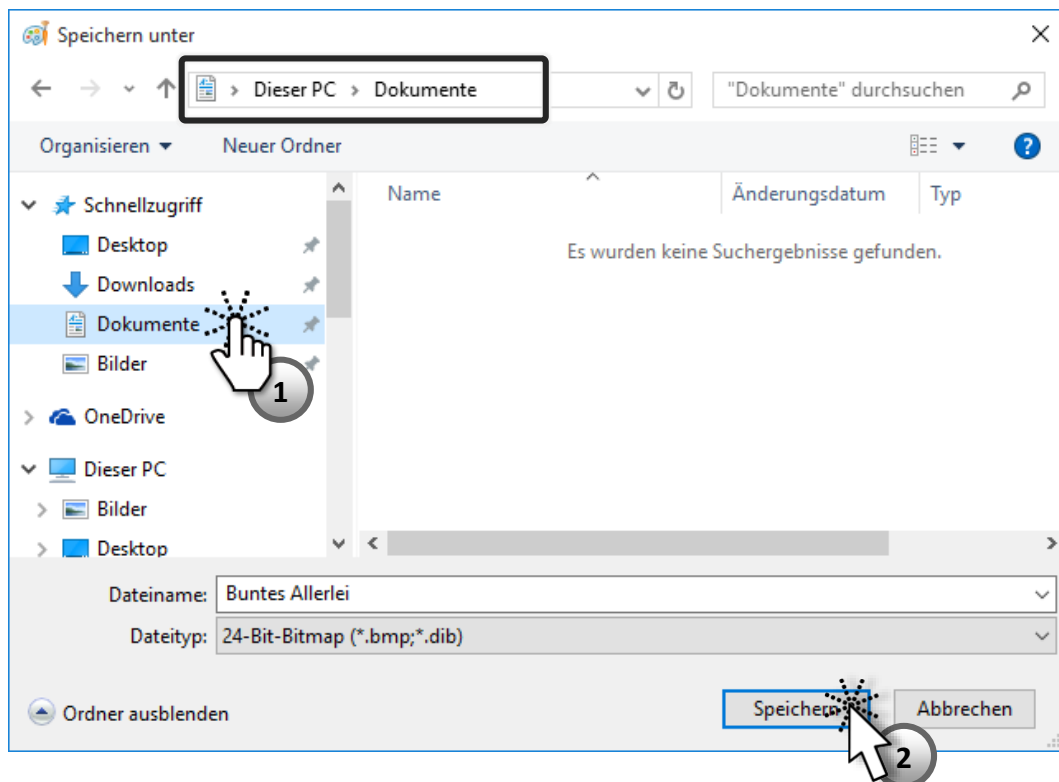 Speichern unter
Dieser PC > Dokumente
"Dokumente" durchsuchen
Organisieren
Neuer Ordner
?
Schnellzugriff
Desktop
Downloads
Dokumente
Bilder
OneDrive
Dieser PC
Bilder
Desktop
Name
Änderungsdatum
Typ
Es wurden keine Suchergebnisse gefunden.
1
Dateiname: Buntes Allerlei
Dateityp: 24-Bit-Bitmap (*.bmp;*.dib)
Ordner ausblenden
Speichern
Abbrechen
2